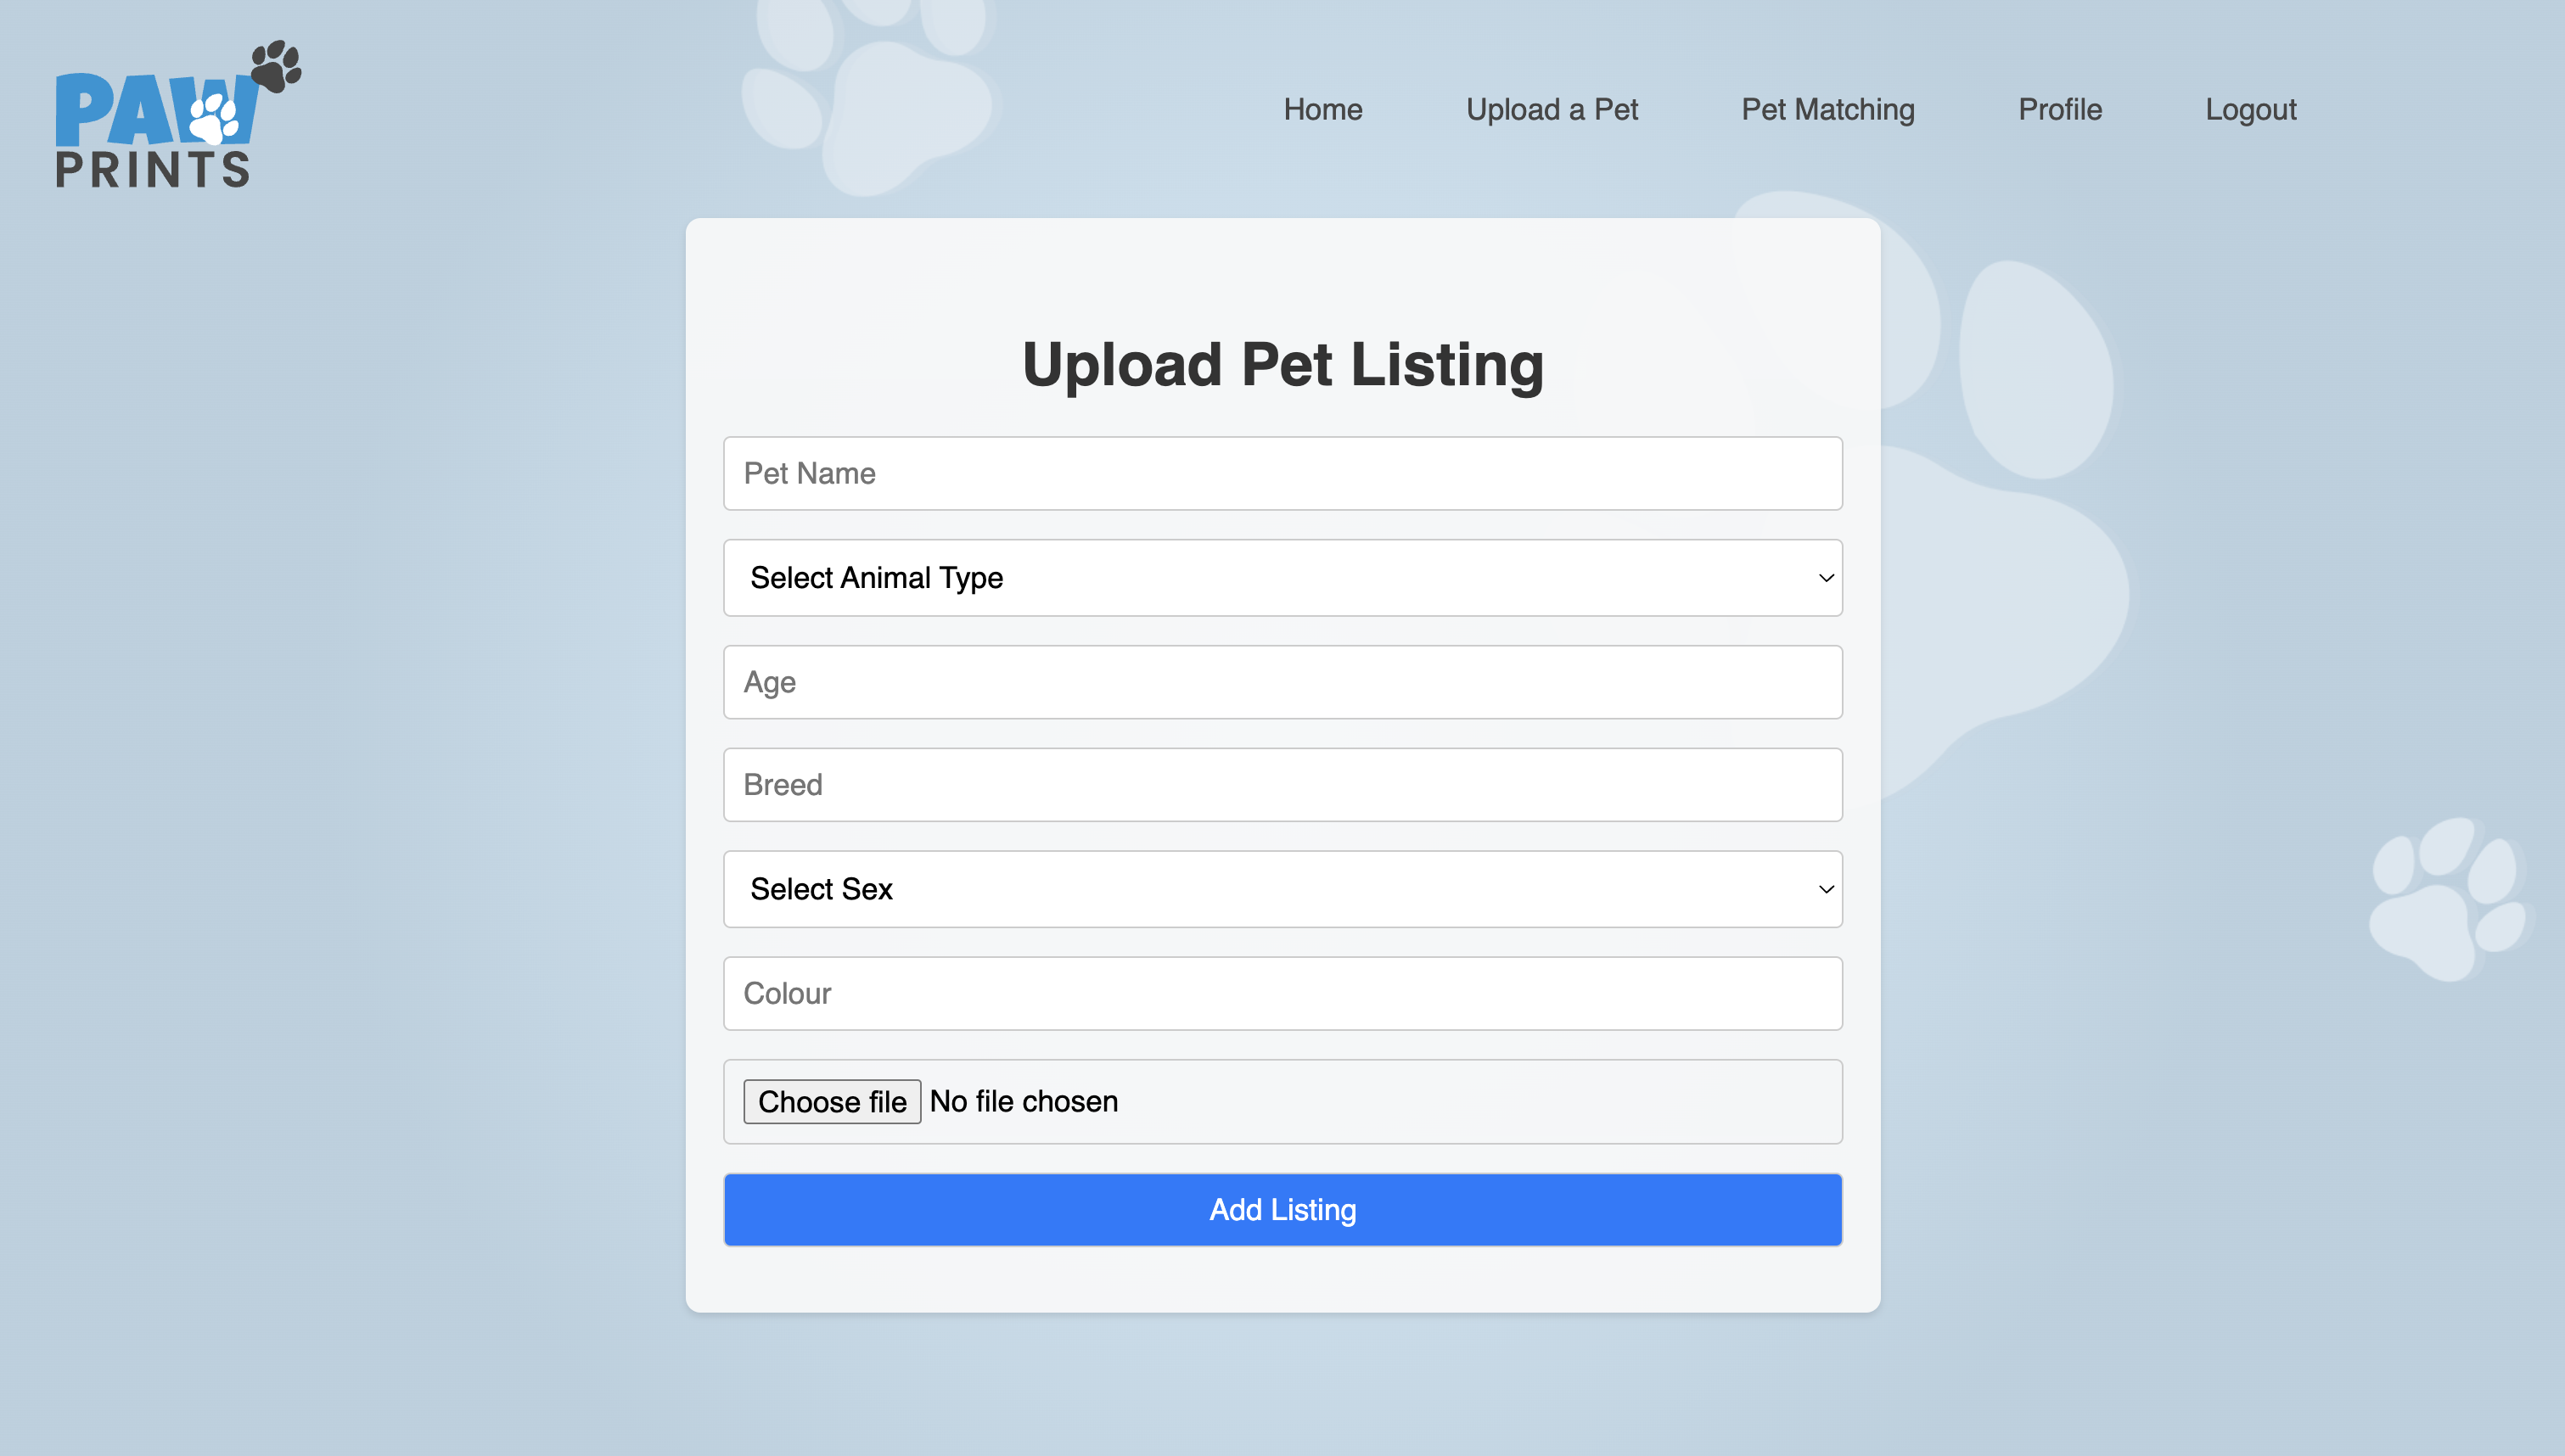 PAW
PRINTS
Home Upload a Pet Pet Matching Profile Logout
Upload Pet Listing
Pet Name
Select Animal Type
Age
Breed
Select Sex
Colour
Choose file No file chosen
Add Listing